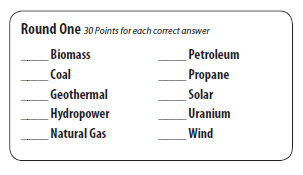 Round One 30 Points for each correct answer
_____ Biomass
_____ Coal
_____ Geothermal
_____ Hydropower
_____ Natural Gas
_____ Petroleum
_____ Propane
_____ Solar
_____ Uranium
_____ Wind